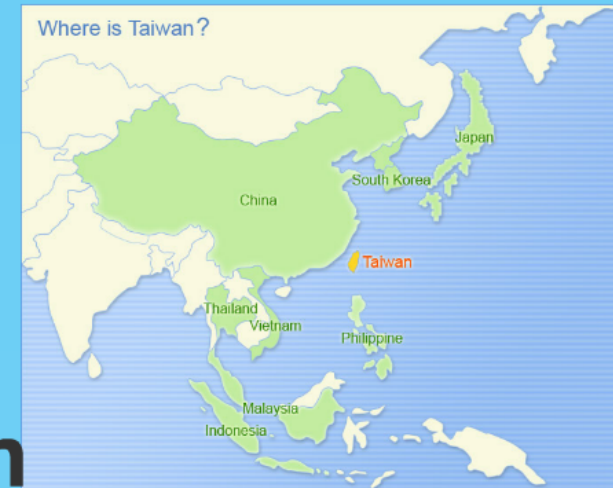 Where is Taiwan?
Japan
South Korea
China
Taiwan
Thailand
Vietnam
Philippine
Malaysia
Indonesia
n